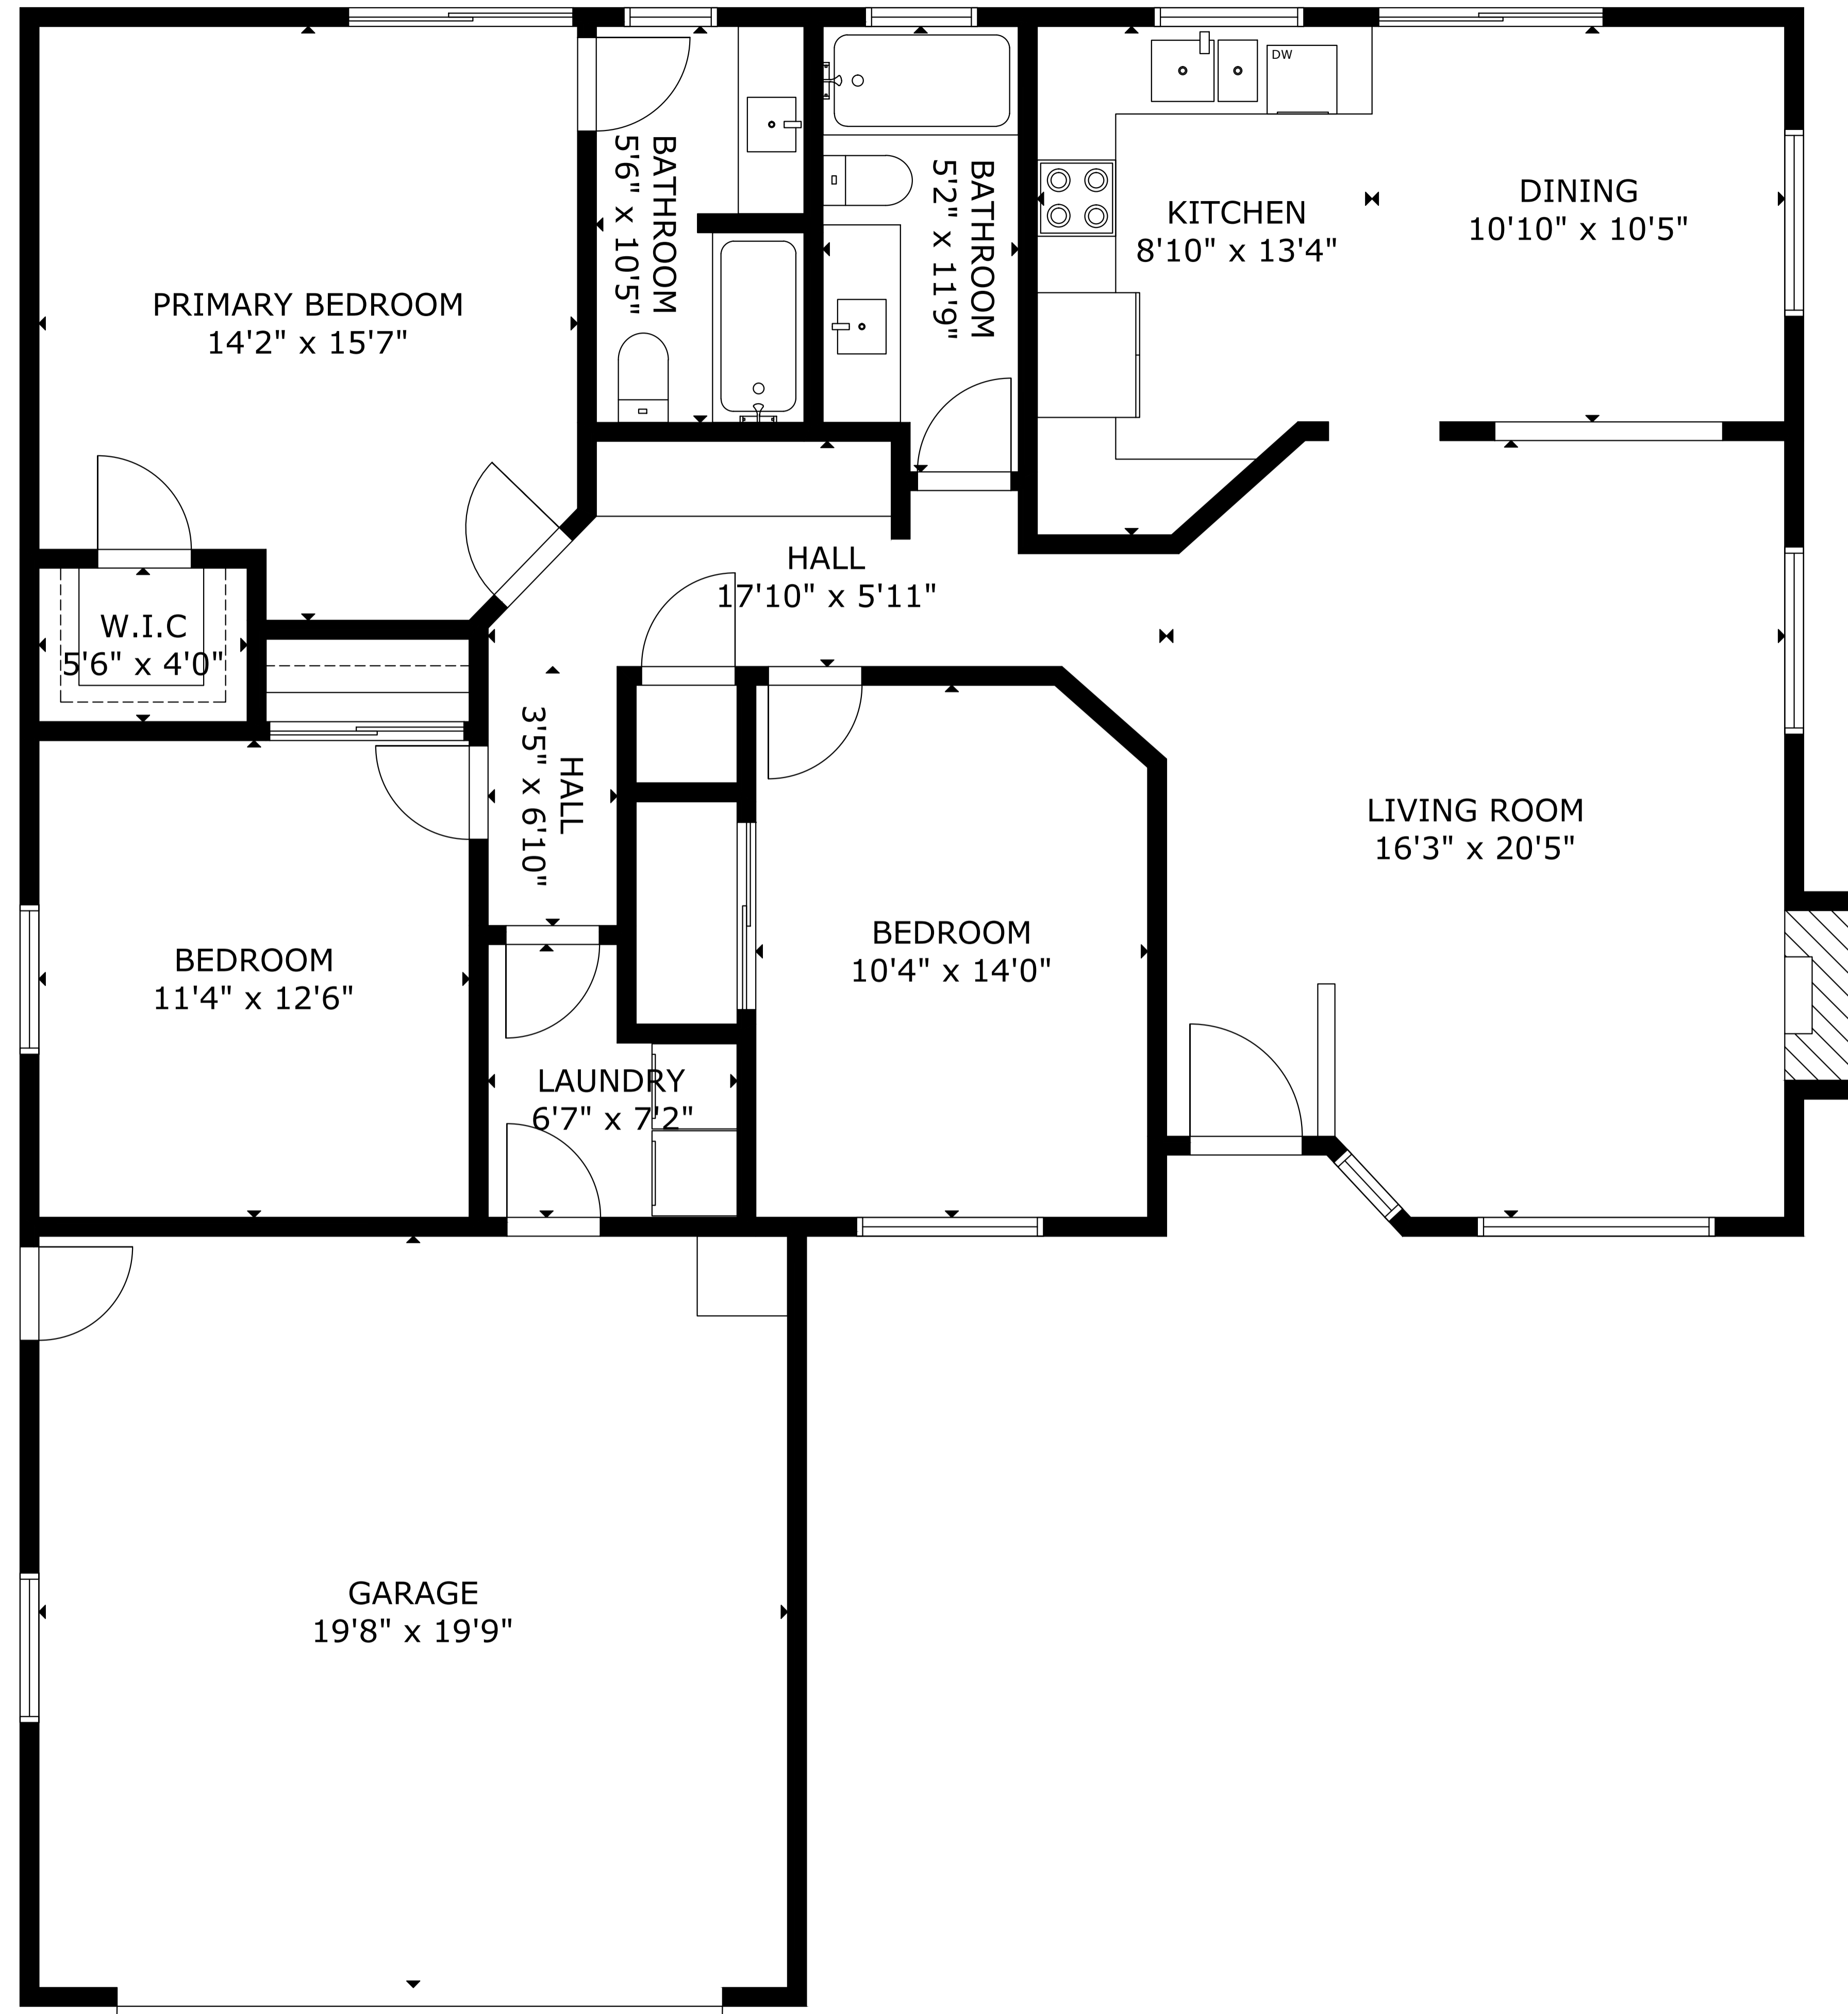 DW
PRIMARY BEDROOM
14'2" x 15'7"
BATHROOM
5'6" x 10'5"
BATHROOM
5'2" x 11'9"
KITCHEN
8'10" x 13'4"
DINING
10'10" x 10'5"
HALL
17'10" x 5'11"
W.I.C
5'6" x 4'0"
HALL
3'5" x 6'10"
LIVING ROOM
16'3" x 20'5"
BEDROOM
11'4" x 12'6"
BEDROOM
10'4" x 14'0"
LAUNDRY
6'7" x 7'2"
GARAGE
19'8" x 19'9"